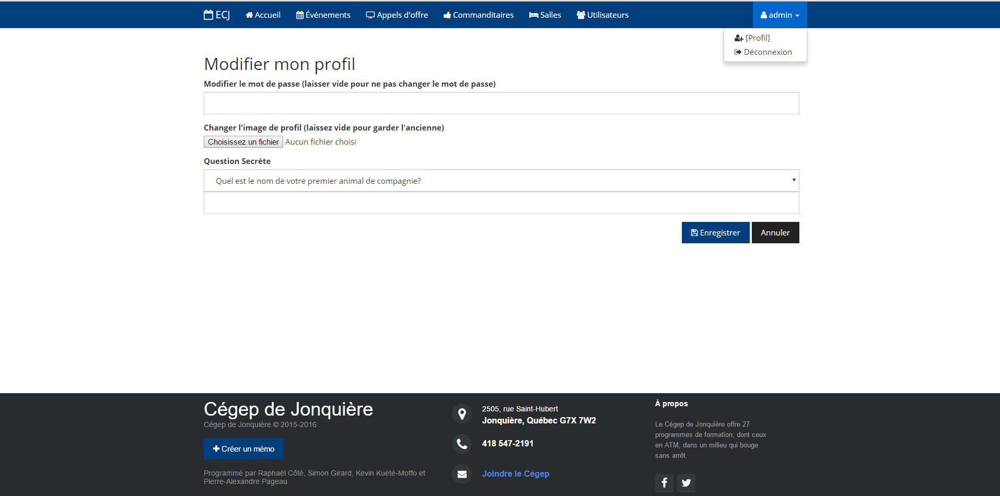 ECJ Accueil Événements Appels d'offre Commanditaires Salles Utilisateurs admin
[Profil]
Déconnexion
Modifier mon profil
Modifier le mot de passe (laisser vide pour ne pas changer le mot de passe)
Changer l'image de profil (laissez vide pour garder l'ancienne)
Choisissez un fichier Aucun fichier choisi
Question Secrète
Quel est le nom de votre premier animal de compagnie?
Enregistrer Annuler
Cégep de Jonquière
Cégep de Jonquière © 2015-2016
Créer un mémo
Programmé par Raphaël Côté, Simon Girard, Kevin Kuété-Moffo et
Pierre-Alexandre Pageau
2505, rue Saint-Hubert
Jonquière, Québec G7X 7W2
418 547-2191
Joindre le Cégep
À propos
Le Cégep de Jonquière offre 27
programmes de formation, dont ceux
en ATM, dans un milieu qui bouge
sans arrêt.